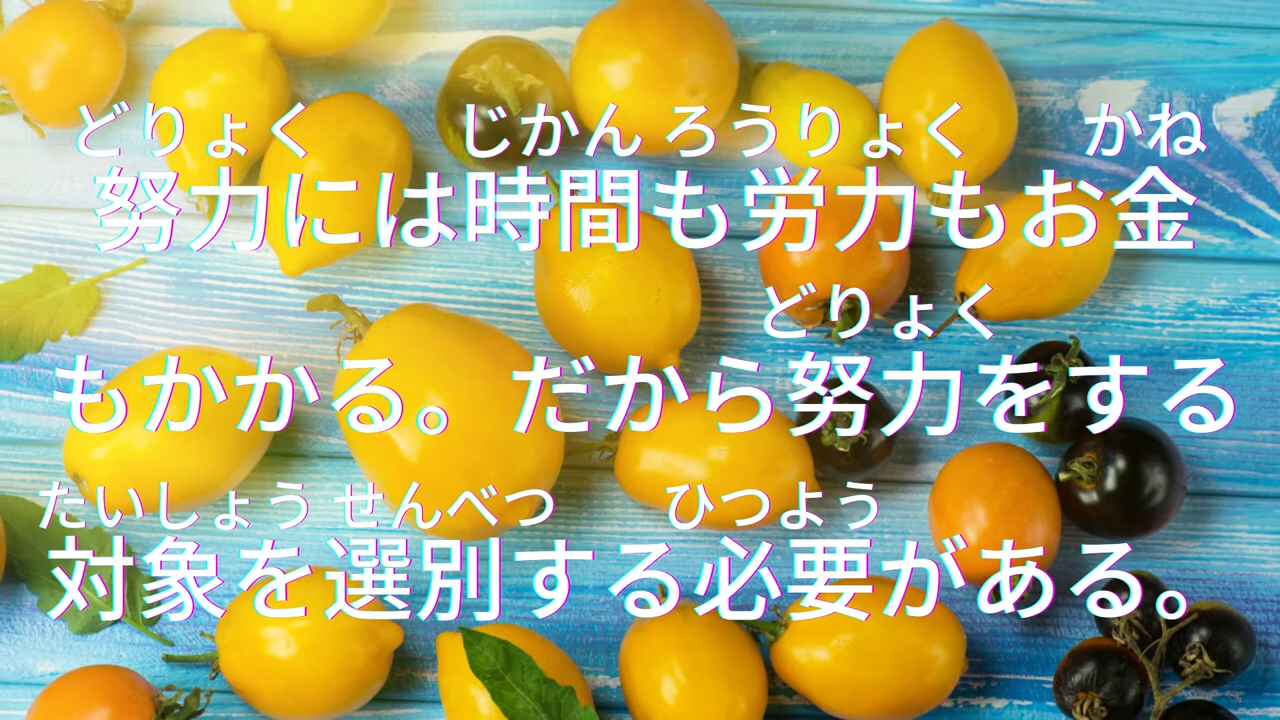 どりょく じかん ろうりょく かね
努力には時間も労力もお金
どりょく
もかかる。だから努力をする
たいしょう せんべつ ひつよう
対象を選別する必要がある。